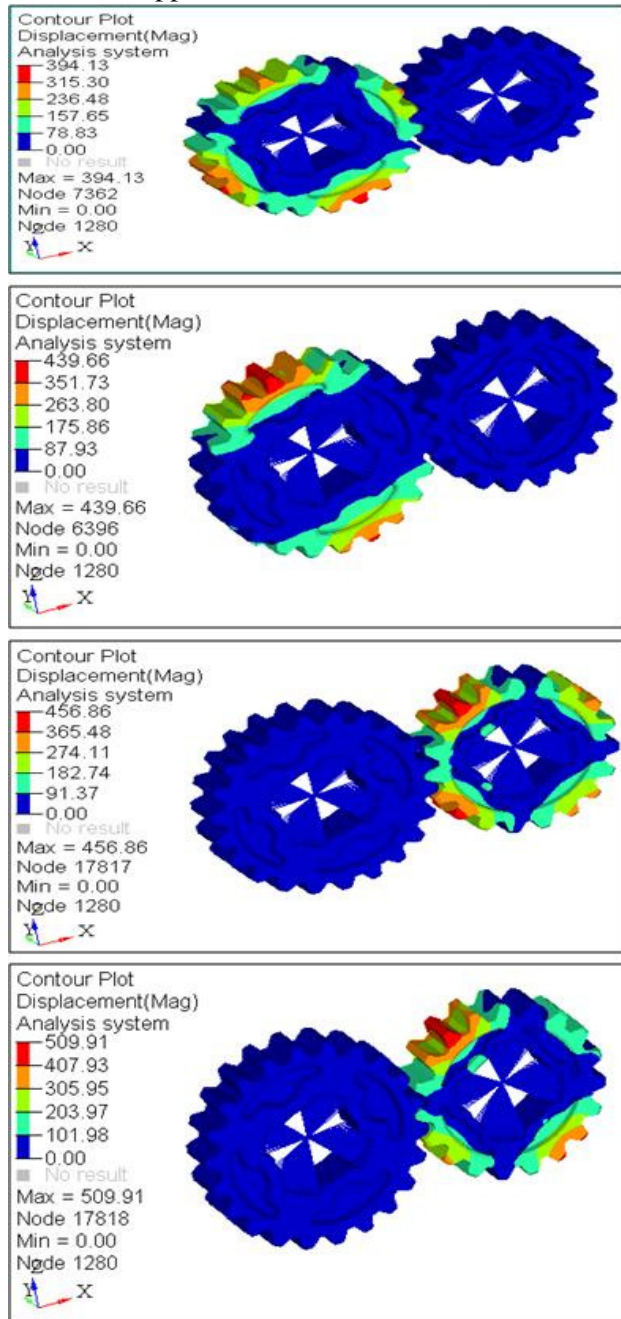 Contour Plot
Displacement(Mag)
Analysis system
394.13
315.30
236.48
157.65
78.83
0.00
No result
Max = 394.13
Node 7362
Min = 0.00
Node 1280
Z
Y
X
Contour Plot
Displacement(Mag)
Analysis system
439.66
351.73
263.80
175.86
87.93
0.00
No result
Max = 439.66
Node 6396
Min = 0.00
Node 1280
Z
Y
X
Contour Plot
Displacement(Mag)
Analysis system
456.86
365.48
274.11
182.74
91.37
0.00
No result
Max = 456.86
Node 17817
Min = 0.00
Node 1280
Z
Y
X
Contour Plot
Displacement(Mag)
Analysis system
509.91
407.93
305.95
203.97
101.98
0.00
No result
Max = 509.91
Node 17818
Min = 0.00
Node 1280
Z
Y
X